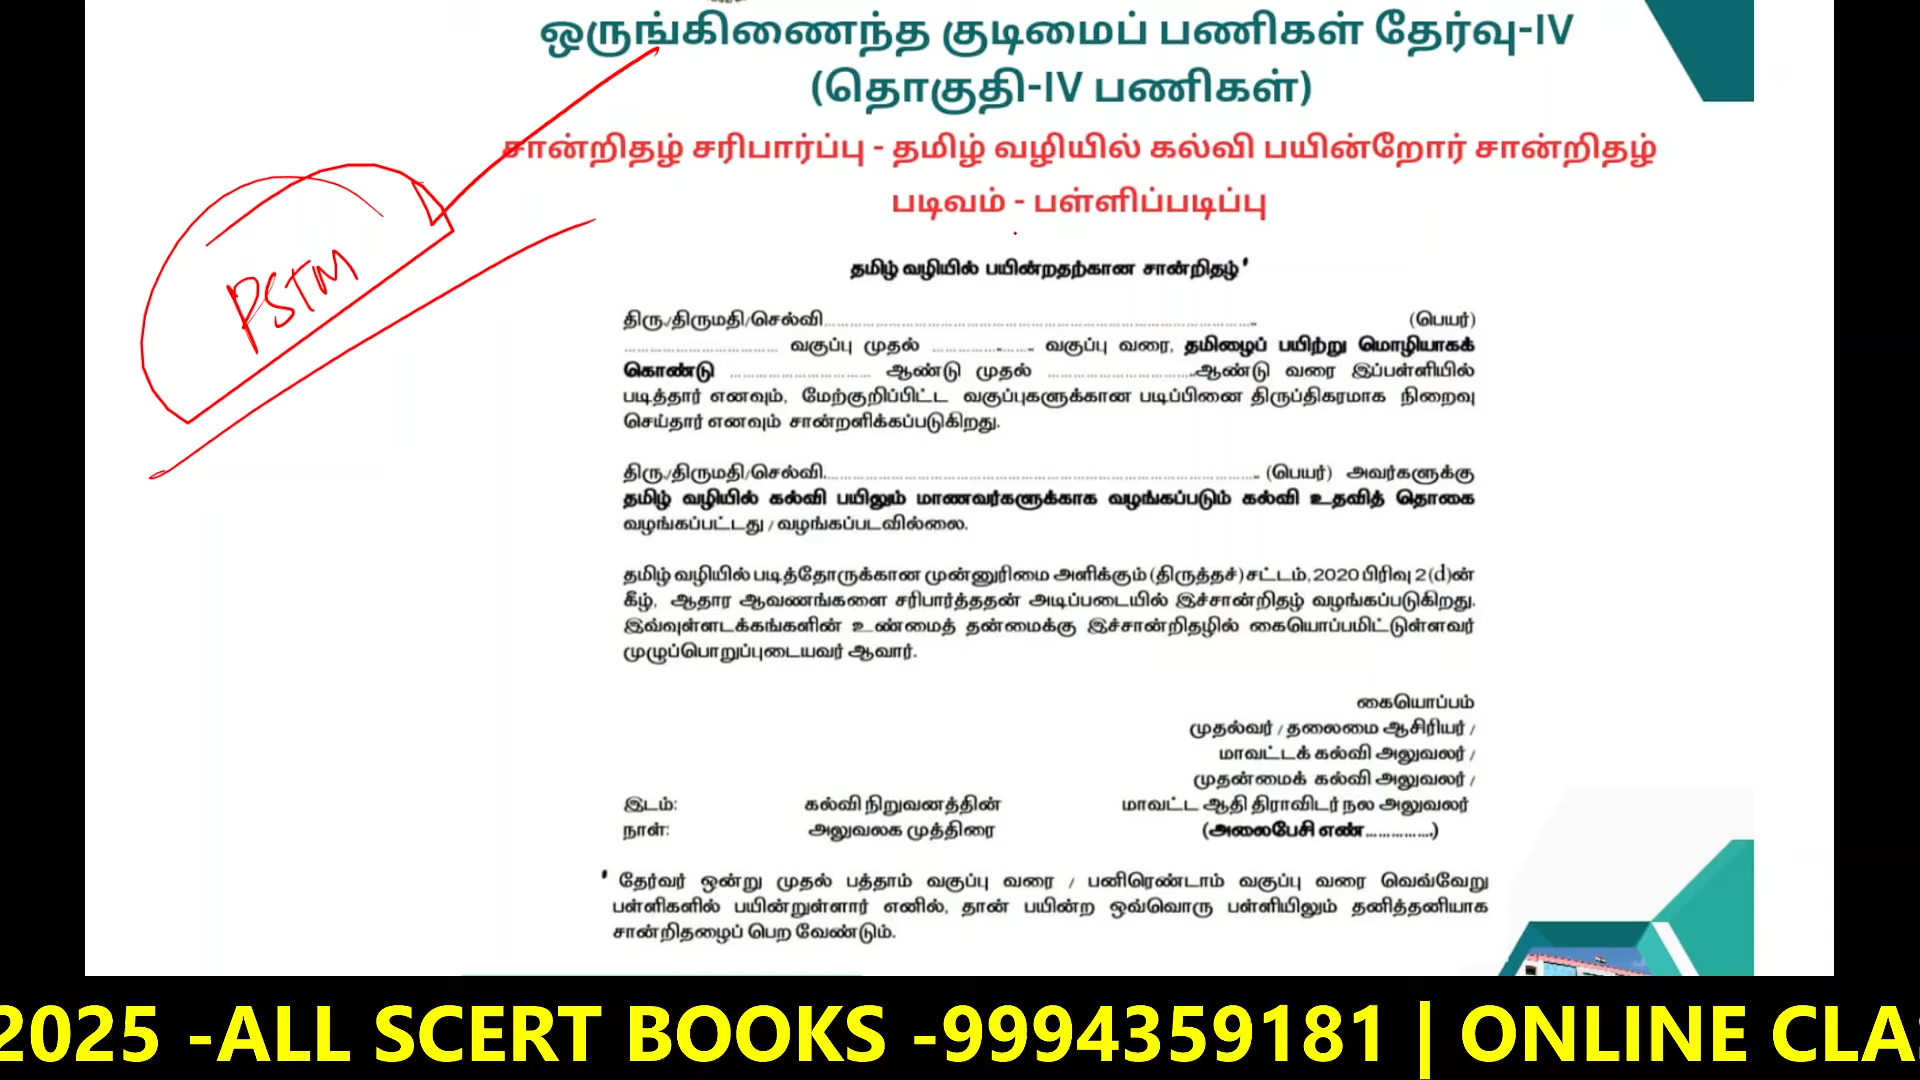 ஒருங்கிணைந்த குடிமைப் பணிகள் தேர்வு-IV
(தொகுதி-IV பணிகள்)
சான்றிதழ் சரிபார்ப்பு - தமிழ் வழியில் கல்வி பயின்றோர் சான்றிதழ்
படிவம் - பள்ளிப்படிப்பு
PSTM
தமிழ் வழியில் பயின்றதற்கான சான்றிதழ்*
திரு./திருமதி/செல்வி........................................ (பெயர்)
.................... வகுப்பு முதல் .................... வகுப்பு வரை, தமிழைப் பயிற்று மொழியாகக்
கொண்டு .................... ஆண்டு முதல் ....................ஆண்டு வரை இப்பள்ளியில்
படித்தார் எனவும், மேற்குறிப்பிட்ட வகுப்புகளுக்கான படிப்பினை திருப்திகரமாக நிறைவு
செய்தார் எனவும் சான்றளிக்கப்படுகிறது.
திரு./திருமதி/செல்வி........................................ (பெயர்) அவர்களுக்கு
தமிழ் வழியில் கல்வி பயிலும் மாணவர்களுக்காக வழங்கப்படும் கல்வி உதவித் தொகை
வழங்கப்பட்டது / வழங்கப்படவில்லை.
தமிழ் வழியில் படித்தோருக்கான முன்னுரிமை அளிக்கும் (திருத்தச்) சட்டம், 2020 பிரிவு 2(d)ன்
கீழ், ஆதார ஆவணங்களை சரிபார்த்ததன் அடிப்படையில் இச்சான்றிதழ் வழங்கப்படுகிறது.
இவ்வுள்ளடக்கங்களின் உண்மைத் தன்மைக்கு இச்சான்றிதழில் கையொப்பமிட்டுள்ளவர்
முழுப்பொறுப்புடையவர் ஆவார்.
கையொப்பம்
முதல்வர் / தலைமை ஆசிரியர் /
மாவட்டக் கல்வி அலுவலர் /
முதன்மைக் கல்வி அலுவலர் /
இடம்: கல்வி நிறுவனத்தின் மாவட்ட ஆதி திராவிடர் நல அலுவலர்
நாள்: அலுவலக முத்திரை (அலைபேசி எண்...............)
* தேர்வர் ஒன்று முதல் பத்தாம் வகுப்பு வரை / பனிரெண்டாம் வகுப்பு வரை வெவ்வேறு
பள்ளிகளில் பயின்றுள்ளார் எனில், தான் பயின்ற ஒவ்வொரு பள்ளியிலும் தனித்தனியாக
சான்றிதழைப் பெற வேண்டும்.
2025 -ALL SCERT BOOKS -9994359181 | ONLINE CLA